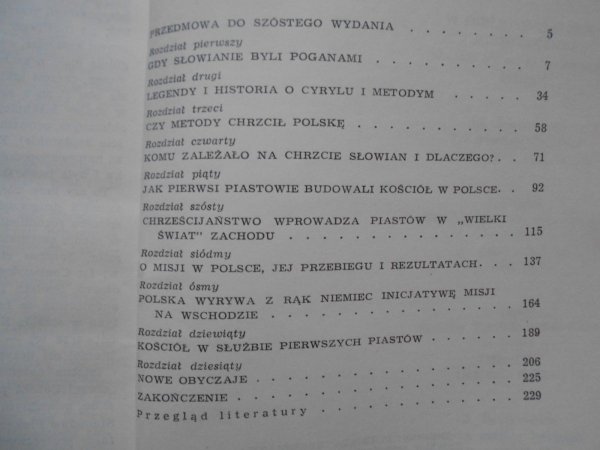 PRZEDMOWA DO SZÓSTEGO WYDANIA . . . . . . . 5
Rozdział pierwszy
GDY SŁOWIANIE BYLI POGANAMI . . . . . . . . . 7
Rozdział drugi
LEGENDY I HISTORIA O CYRYLU I METODYM . . . . . 34
Rozdział trzeci
CZY METODY CHRZCIŁ POLSKĘ . . . . . . . . . . . 58
Rozdział czwarty
KOMU ZALEŻAŁO NA CHRZCIE SŁOWIAN I DLACZEGO? . . 71
Rozdział piąty
JAK PIERWSI PIASTOWIE BUDOWALI KOŚCIÓŁ W POLSCE . . 92
Rozdział szósty
CHRZEŚCIJAŃSTWO WPROWADZA PIASTÓW W „WIELKI
ŚWIAT" ZACHODU . . . . . . . . . . . . . 115
Rozdział siódmy
O MISJI W POLSCE, JEJ PRZEBIEGU I REZULTATACH . . . 137
Rozdział ósmy
POLSKA WYRYWA Z RĄK NIEMIEC INICJATYWĘ MISJI
NA WSCHODZIE . . . . . . . . . . . . . . 164
Rozdział dziewiąty
KOŚCIÓŁ W SŁUŻBIE PIERWSZYCH PIASTÓW . . . . . . 189
Rozdział dziesiąty
NOWE OBYCZAJE . . . . . . . . . . . . . . . 206
ZAKOŃCZENIE . . . . . . . . . . . . . . . . 225
Przegląd literatury . . . . . . . . . . . . . 229